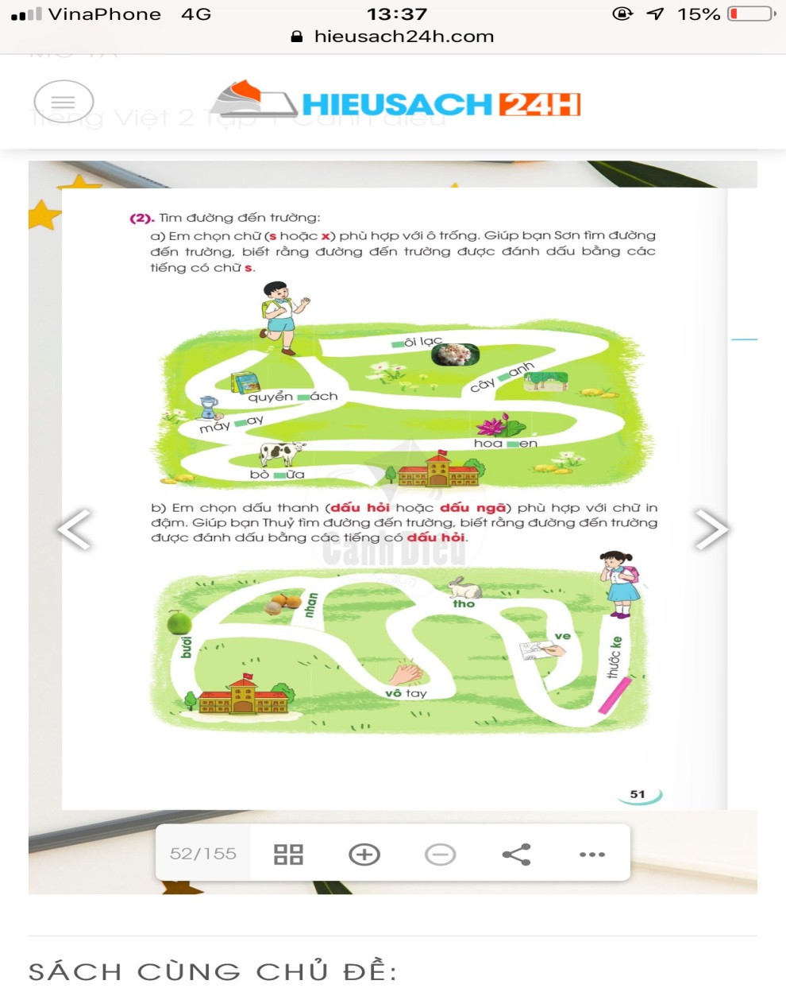 VinaPhone 4G 13:37 15%
hieusach24h.com
HIEUSACH 24H
Tiếng Việt 2 Tập 1 Cánh diều
(2). Tìm đường đến trường:
a) Em chọn chữ (s hoặc x) phù hợp với ô trống. Giúp bạn Sơn tìm đường
đến trường, biết rằng đường đến trường được đánh dấu bằng các
tiếng có chữ s.
ôi lạc
cây anh
quyển ách
máy ay
hoa en
bò ữa
b) Em chọn dấu thanh (dấu hỏi hoặc dấu ngã) phù hợp với chữ in
đậm. Giúp bạn Thuỷ tìm đường đến trường, biết rằng đường đến trường
được đánh dấu bằng các tiếng có dấu hỏi.
Cánh Diều
nhan
tho
bươi
ve
thước ke
vô tay
51
52/155
SÁCH CÙNG CHỦ ĐỀ: